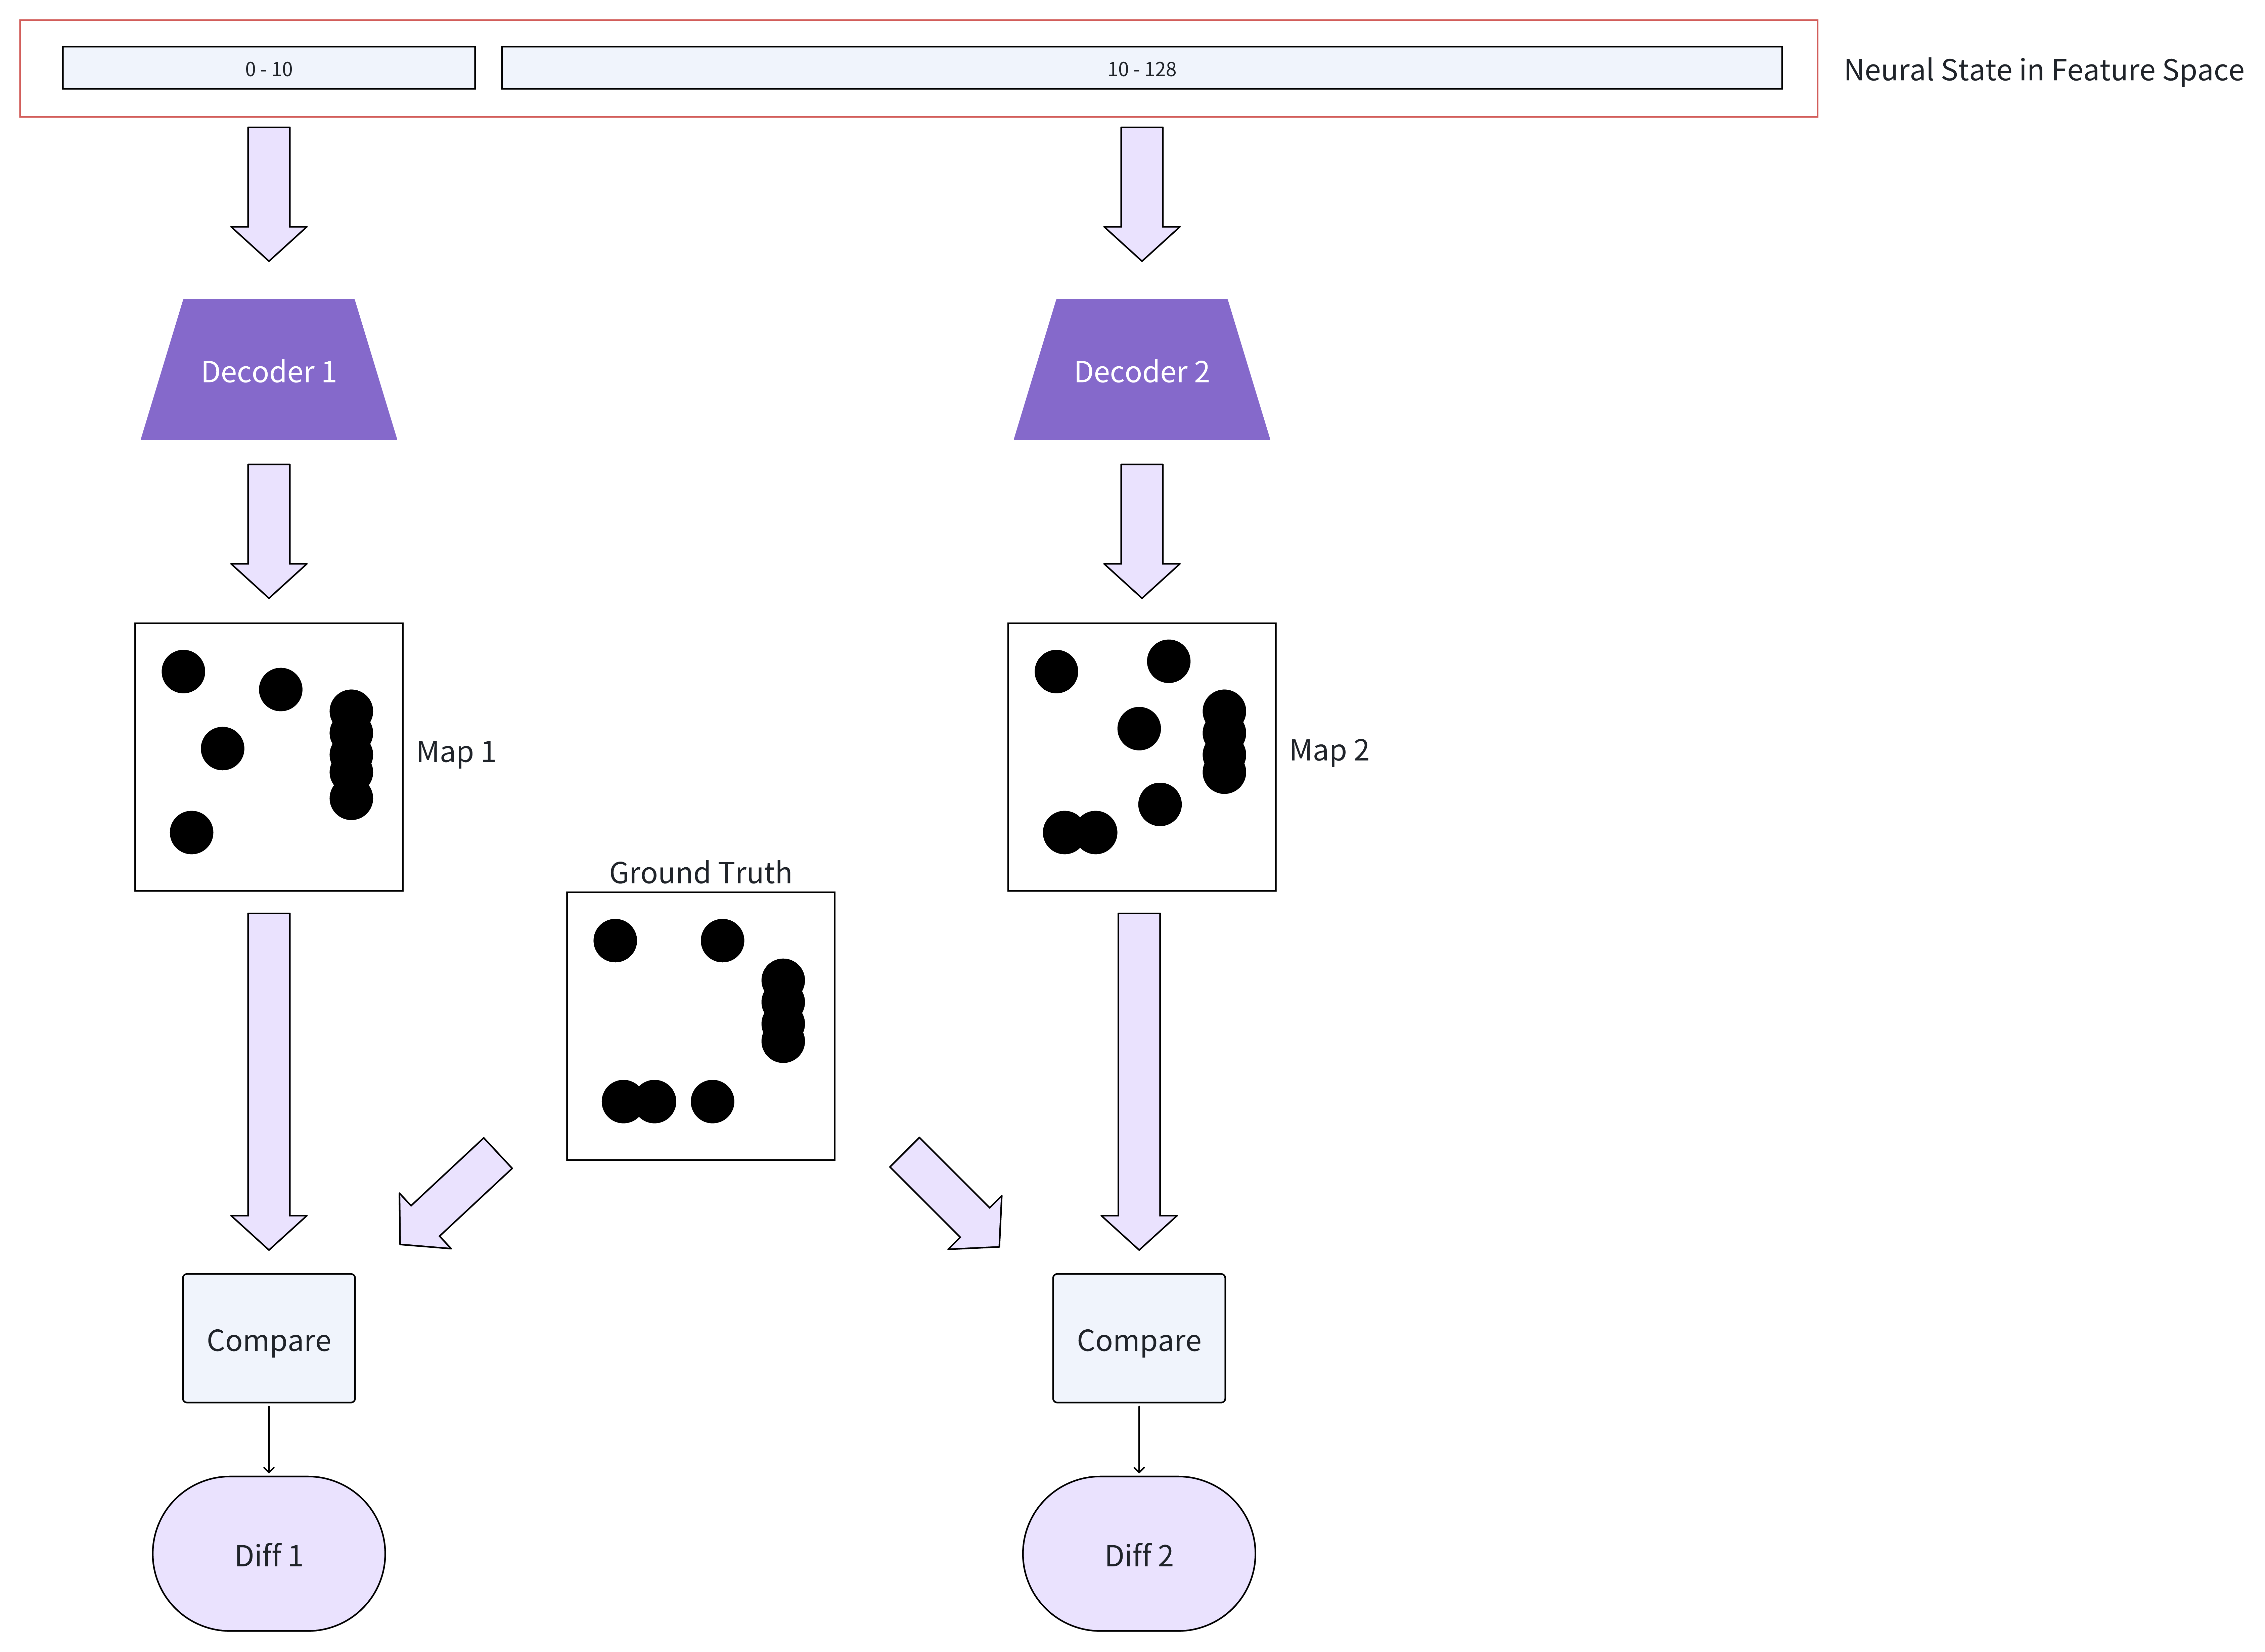 0 - 10
10 - 128
Neural State in Feature Space
Decoder 1
Decoder 2
Map 1
Map 2
Ground Truth
Compare
Compare
Diff 1
Diff 2